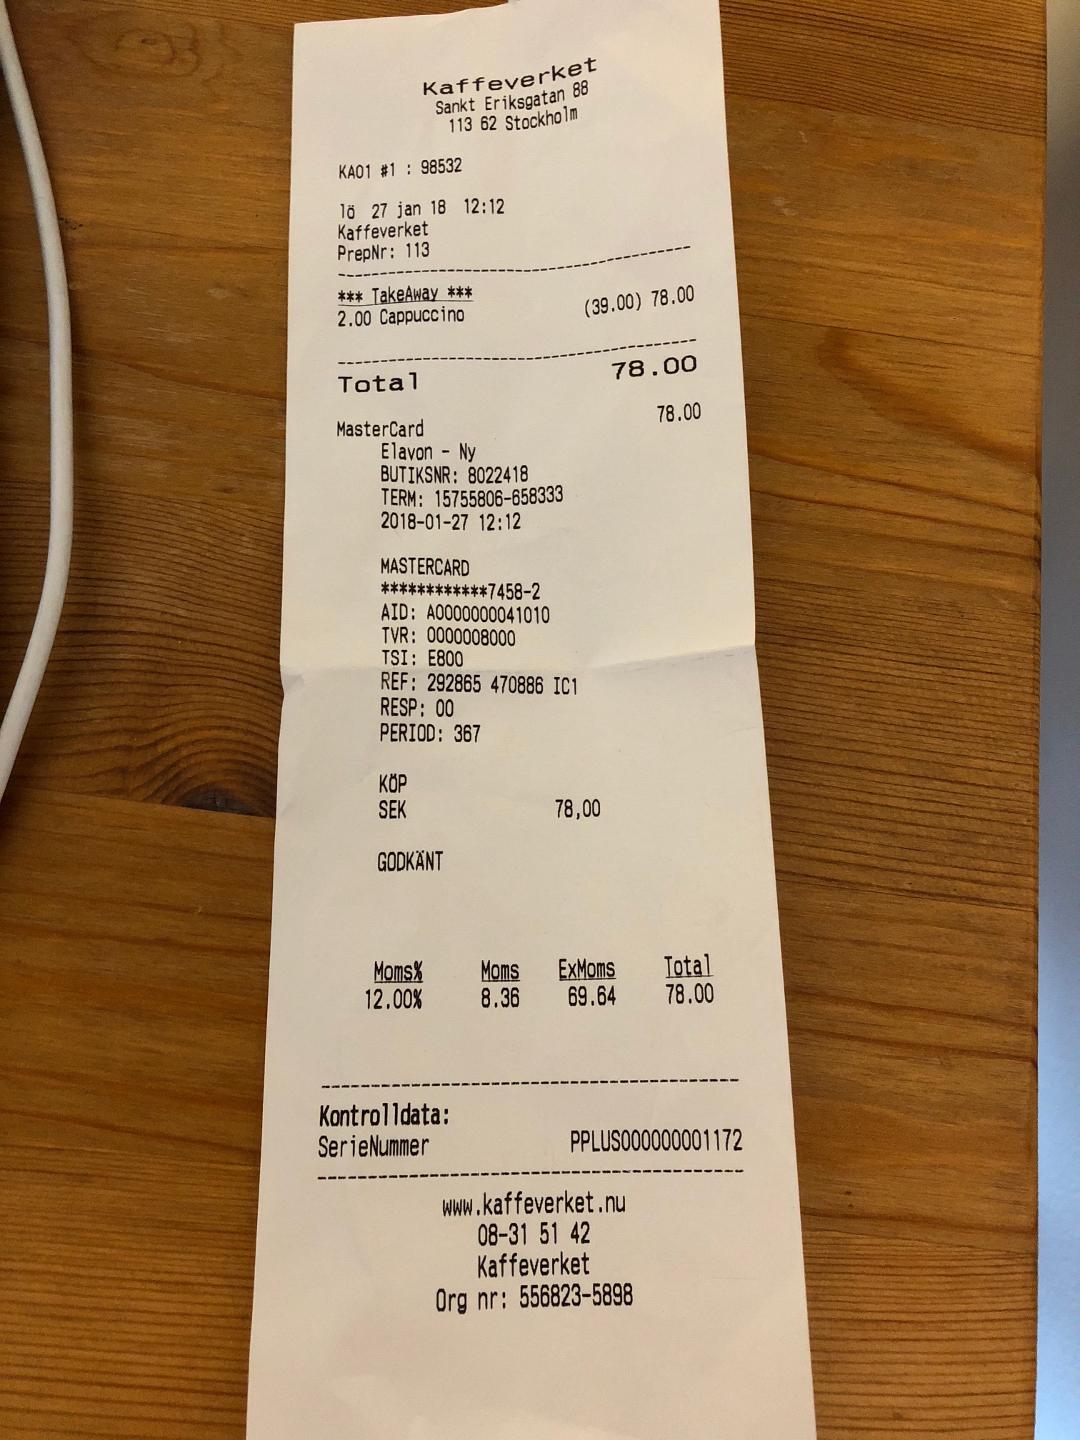 Kaffeverket
Sankt Eriksgatan 88
113 62 Stockholm
KA01 #1 : 98532
lö 27 jan 18 12:12
Kaffeverket
PrepNr: 113
*** TakeAway ***
2.00 Cappuccino (39.00) 78.00
Total 78.00
MasterCard 78.00
Elavon - Ny
BUTIKSNR: 8022418
TERM: 15755806-658333
2018-01-27 12:12
MASTERCARD
************7458-2
AID: A0000000041010
TVR: 0000008000
TSI: E800
REF: 292865 470886 IC1
RESP: 00
PERIOD: 367
KÖP
SEK 78,00
GODKÄNT
Moms% Moms ExMoms Total
12.00% 8.36 69.64 78.00
Kontrolldata:
SerieNummer PPLUS000000001172
www.kaffeverket.nu
08-31 51 42
Kaffeverket
Org nr: 556823-5898